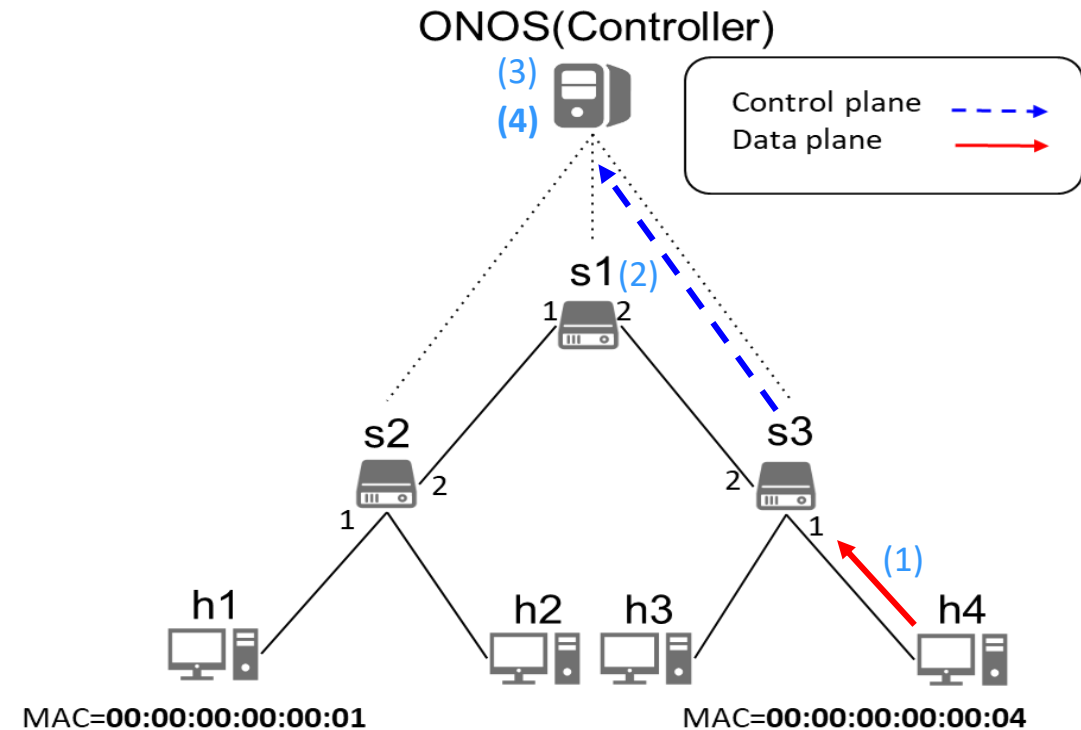 ONOS(Controller)
(3)
(4)
Control plane
Data plane
s1(2)
1 2
s2
s3
2
2
1
1
(1)
h1
h2
h3
h4
MAC=00:00:00:00:00:01
MAC=00:00:00:00:00:04